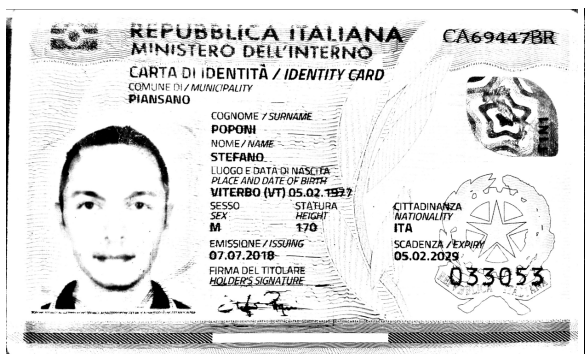 REPUBBLICA ITALIANA
MINISTERO DELL'INTERNO
CA69447BR
CARTA DI IDENTITÀ / IDENTITY CARD
COMUNE DI / MUNICIPALITY
PIANSANO
COGNOME / SURNAME
POPONI
NOME / NAME
STEFANO
LUOGO E DATA DI NASCITA
PLACE AND DATE OF BIRTH
VITERBO (VT) 05.02.
SESSO STATURA CITTADINANZA
SEX HEIGHT NATIONALITY
M 170 ITA
EMISSIONE / ISSUING SCADENZA / EXPIRY
07.07.2018 05.02.2029
FIRMA DEL TITOLARE
HOLDER'S SIGNATURE
033053